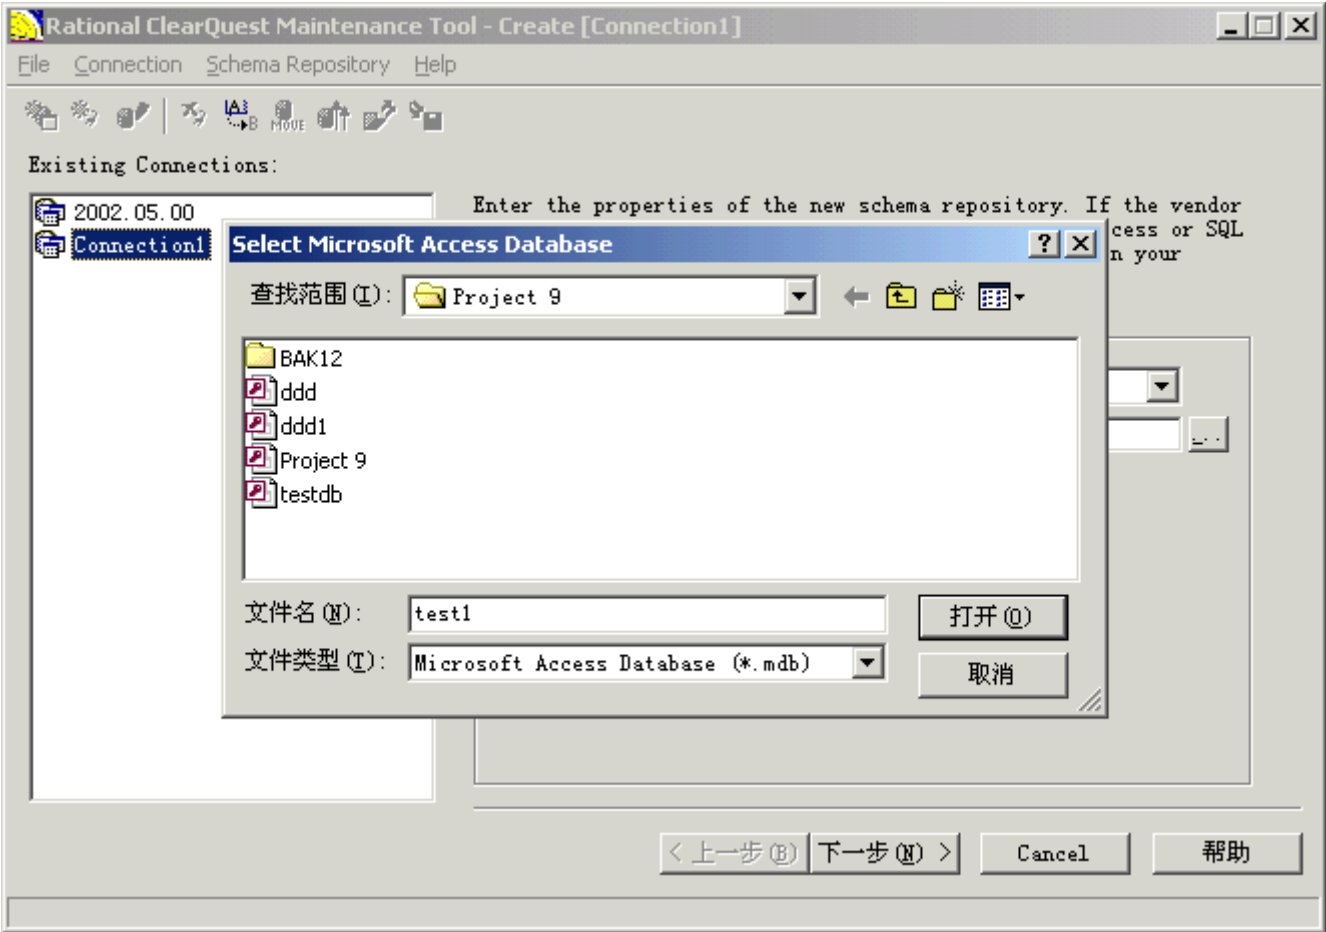 Rational ClearQuest Maintenance Tool - Create [Connection1]
File Connection Schema Repository Help
A
B
MOVE
Existing Connections:
2002.05.00
Connection1
Enter the properties of the new schema repository. If the vendor
cess or SQL
n your
Select Microsoft Access Database
查找范围(I):
Project 9
BAK12
ddd
ddd1
Project 9
testdb
文件名(N):
test1
打开(O)
文件类型(T):
Microsoft Access Database (*.mdb)
取消
...
< 上一步(B)
下一步(N) >
Cancel
帮助